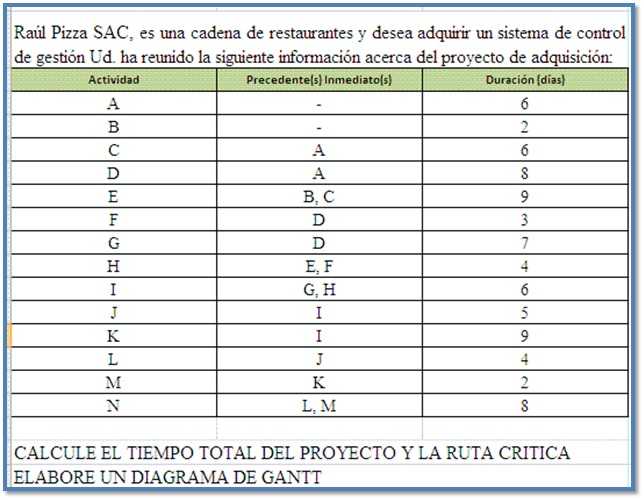 Raúl Pizza SAC, es una cadena de restaurantes y desea adquirir un sistema de control
de gestión Ud. ha reunido la siguiente información acerca del proyecto de adquisición:
Actividad Precedente(s) Inmediato(s) Duración (días)
A - 6
B - 2
C A 6
D A 8
E B, C 9
F D 3
G D 7
H E, F 4
I G, H 6
J I 5
K I 9
L J 4
M K 2
N L, M 8
CALCULE EL TIEMPO TOTAL DEL PROYECTO Y LA RUTA CRITICA
ELABORE UN DIAGRAMA DE GANTT